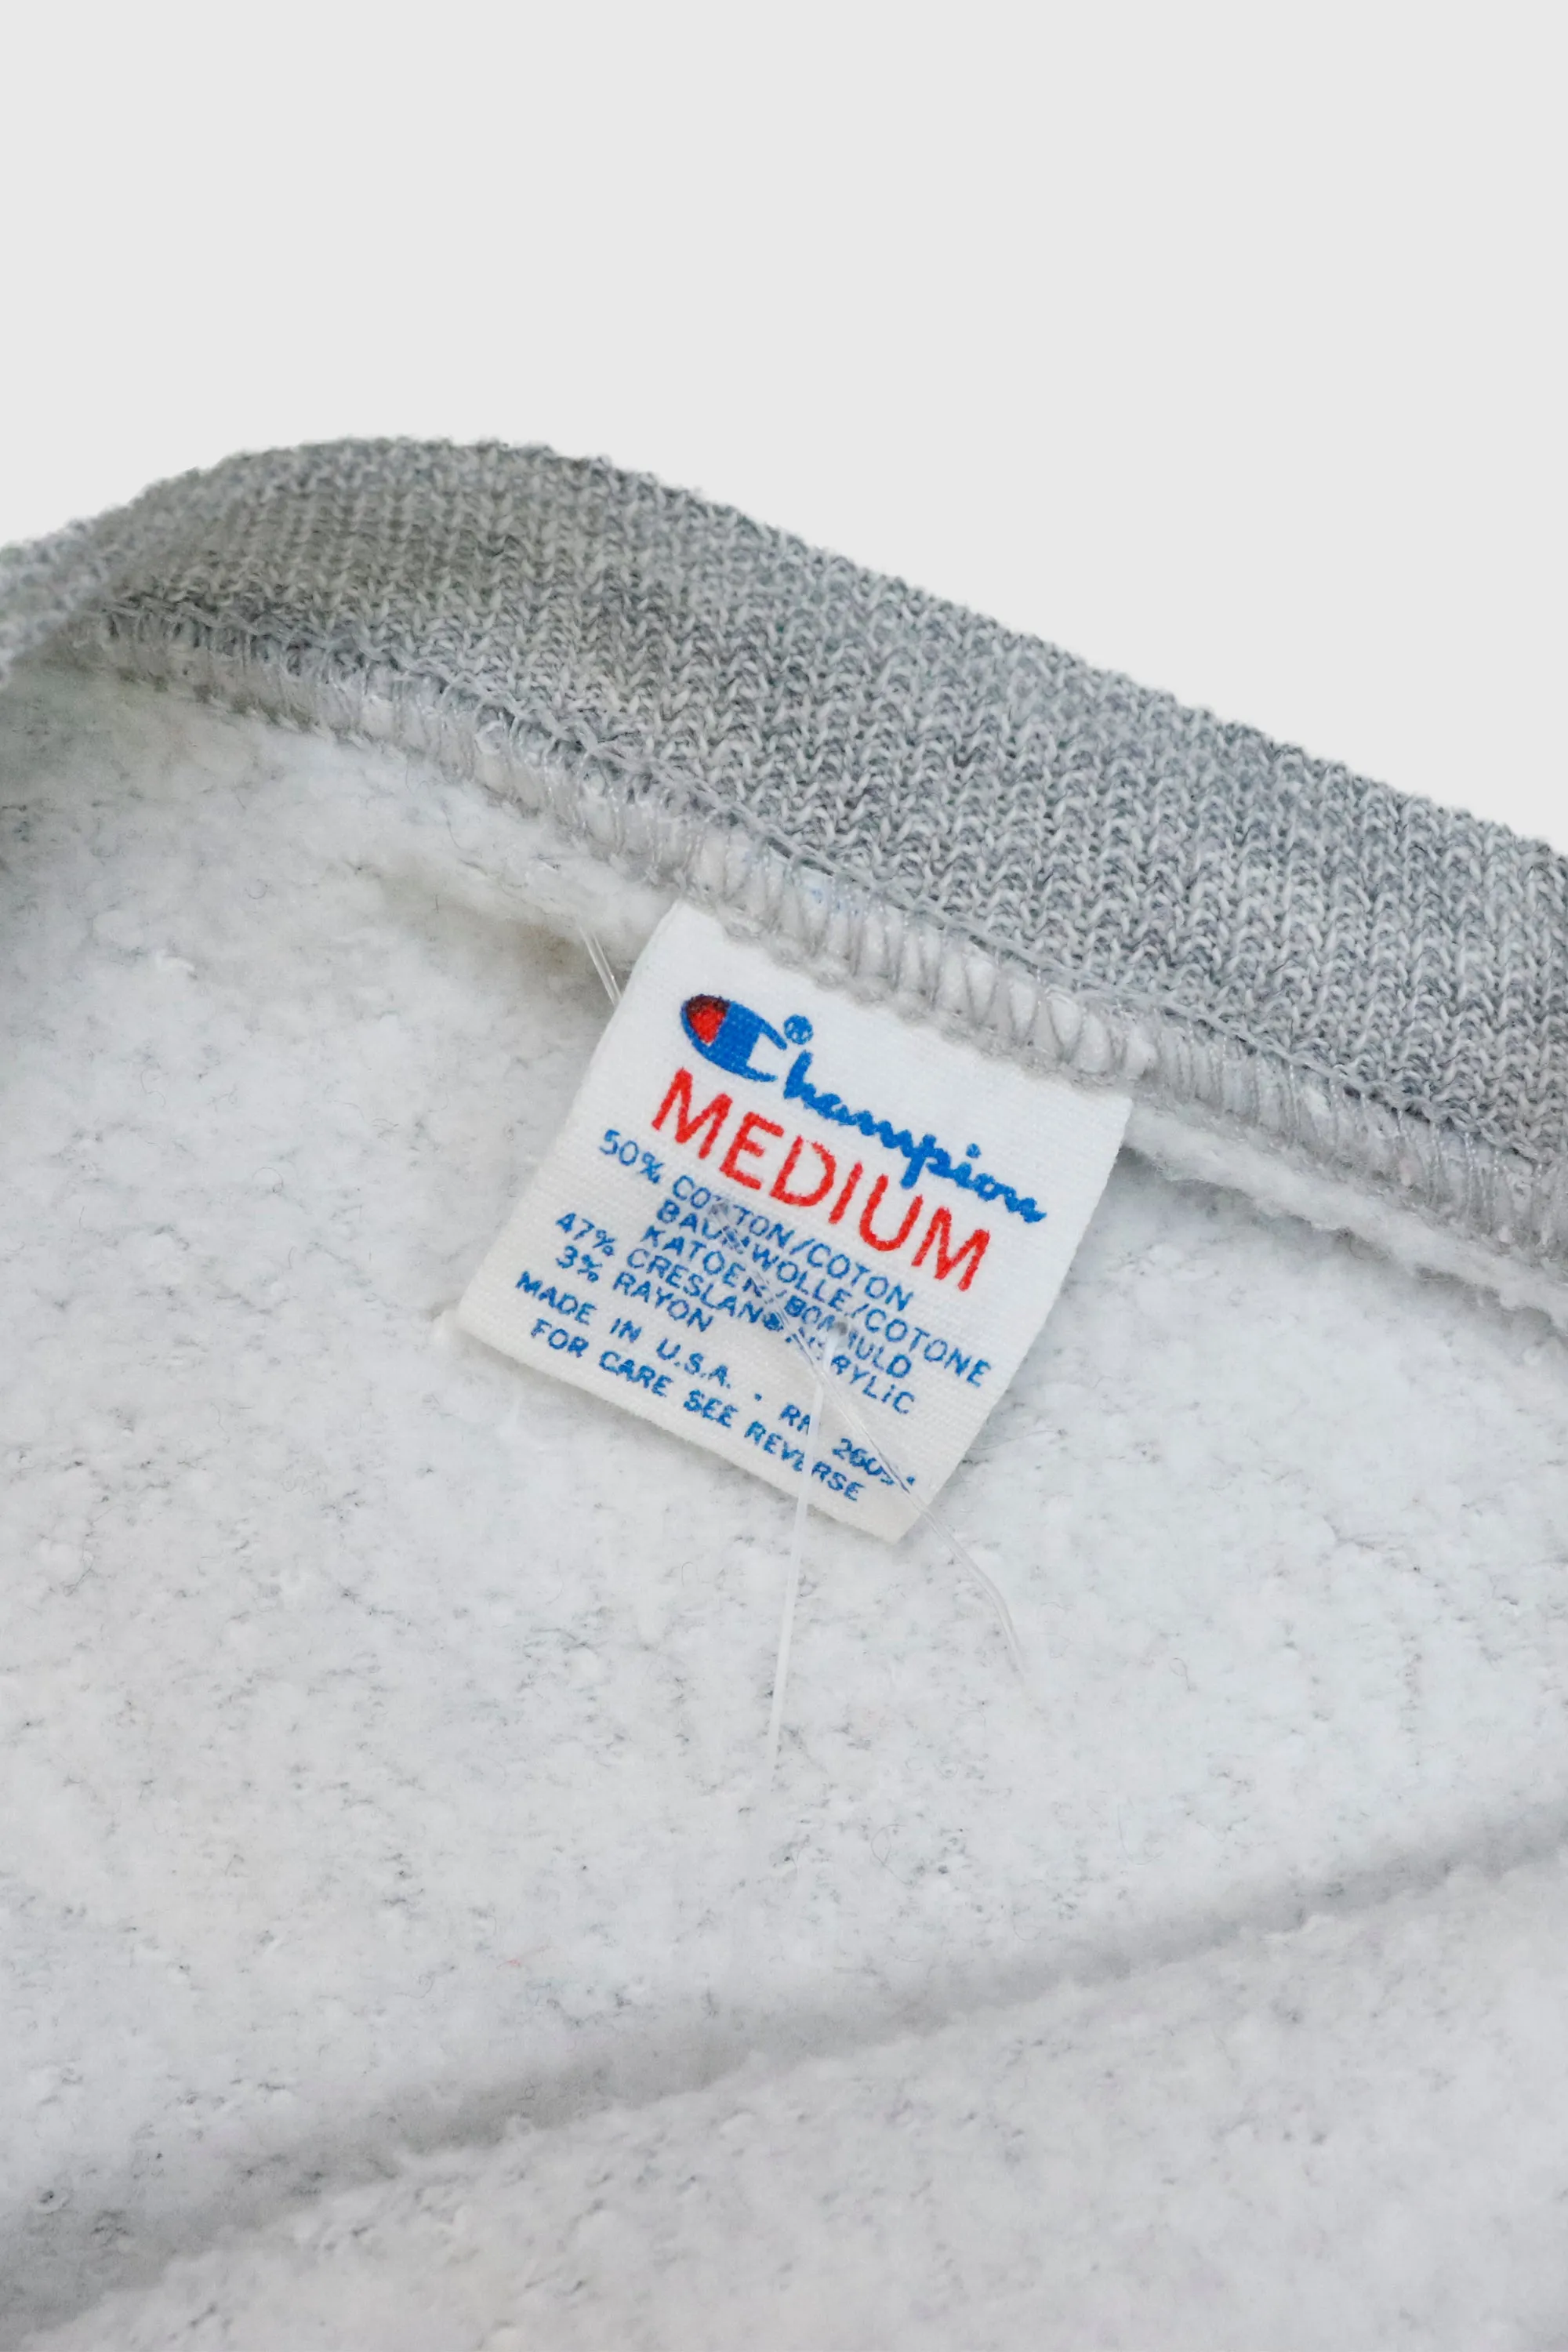 Champion®
MEDIUM
50% COTTON/COTON
BAUMWOLLE/COTONE
KATOEN/BOMULD
47% CRESLAN® ACRYLIC
3% RAYON
MADE IN U.S.A. • RN
FOR CARE SEE REVERSE